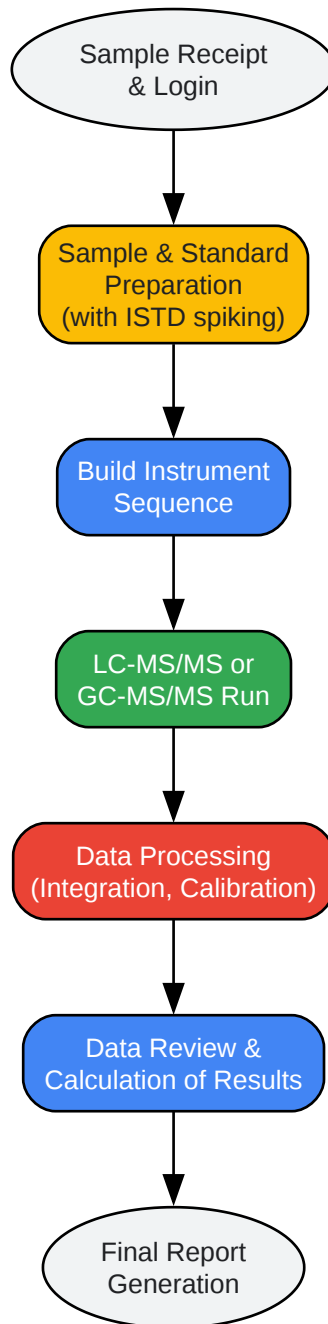 Sample Receipt
& Login
Sample & Standard
Preparation
(with ISTD spiking)
Build Instrument
Sequence
LC-MS/MS or
GC-MS/MS Run
Data Processing
(Integration, Calibration)
Data Review &
Calculation of Results
Final Report
Generation